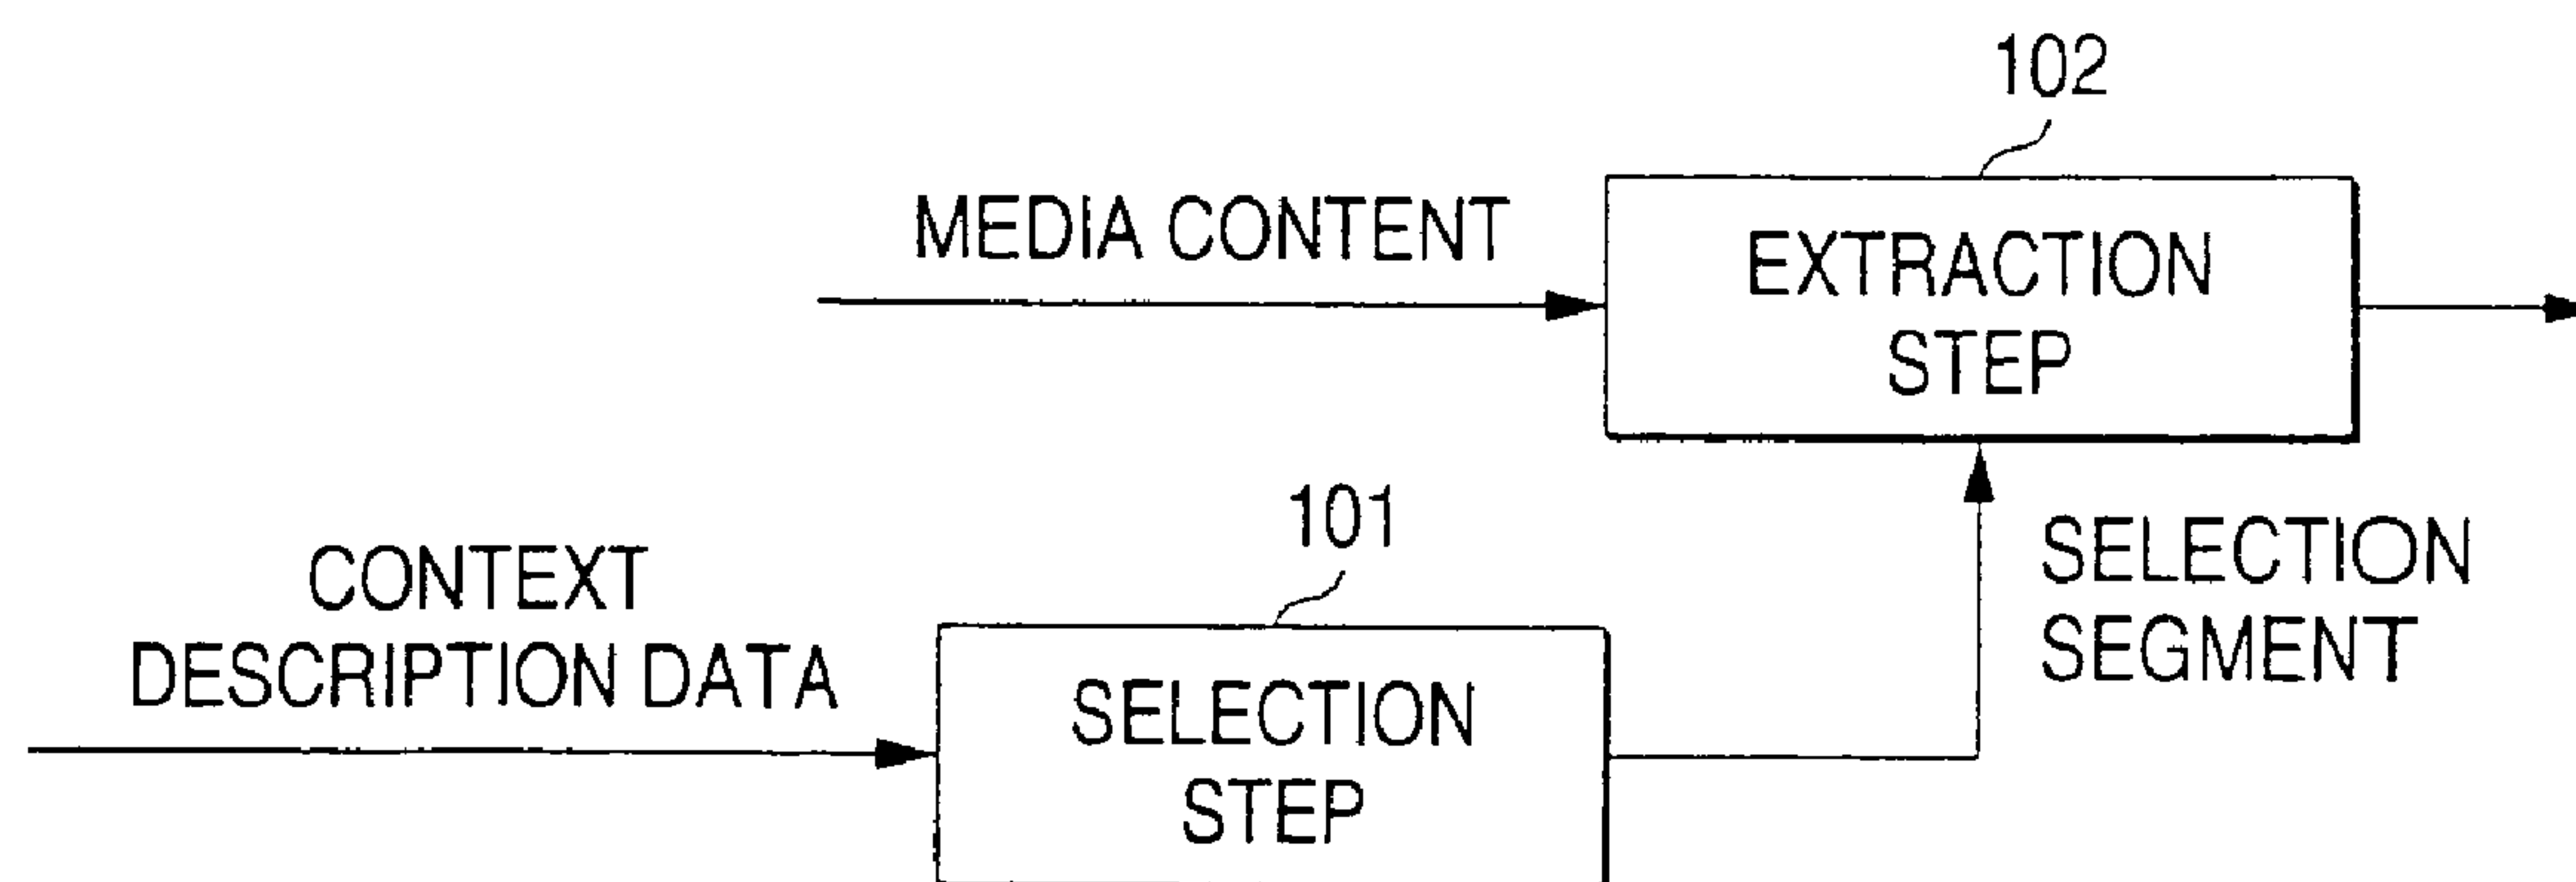 102
MEDIA CONTENT
EXTRACTION
STEP
101
SELECTION
SEGMENT
CONTEXT
DESCRIPTION DATA
SELECTION
STEP